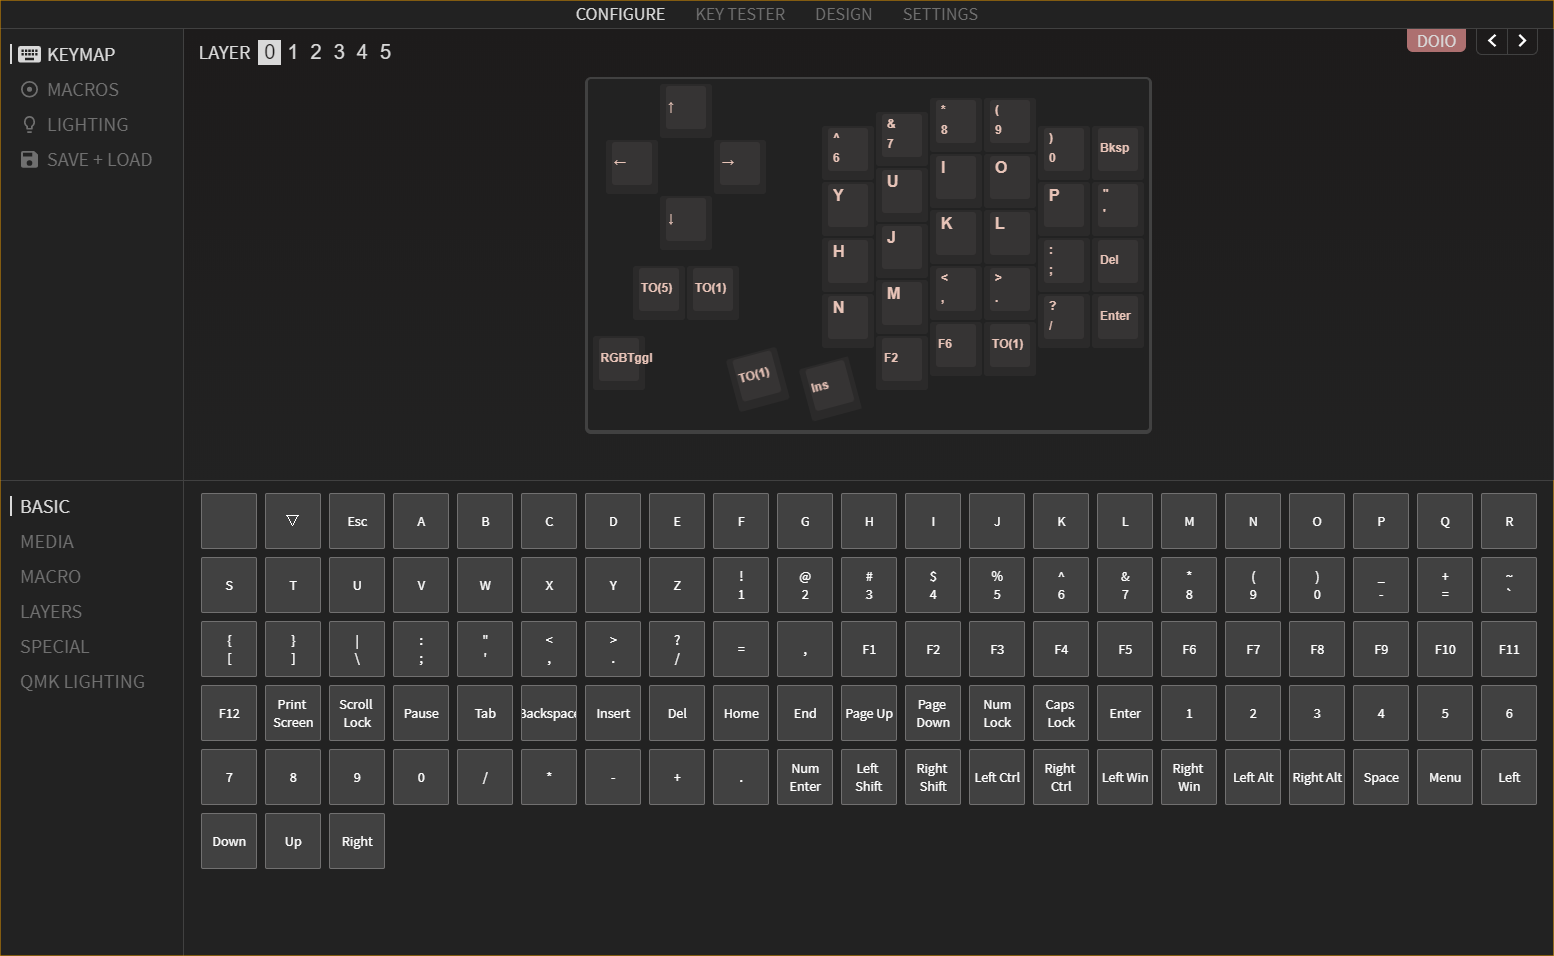 CONFIGURE KEY TESTER DESIGN SETTINGS
KEYMAP
MACROS
LIGHTING
SAVE + LOAD
LAYER 0 1 2 3 4 5
DOIO
↑
← →
↓
TO(5) TO(1)
RGBTggl
TO(1)
Ins
^ & * ( )
6 7 8 9 0 Bksp
Y U I O P "
'
H J K L : Del
;
N M < > ? Enter
, . /
F2 F6 TO(1)
BASIC
MEDIA
MACRO
LAYERS
SPECIAL
QMK LIGHTING
▽ Esc A B C D E F G H I J K L M N O P Q R
S T U V W X Y Z ! @ # $ % ^ & * ( ) _ + ~
1 2 3 4 5 6 7 8 9 0 - = `
{ } | : " < > ? = , F1 F2 F3 F4 F5 F6 F7 F8 F9 F10 F11
[ ] \ ; ' , . /
F12 Print Scroll Pause Tab Backspace Insert Del Home End Page Up Page Num Caps Enter 1 2 3 4 5 6
Screen Lock Down Lock Lock
7 8 9 0 / * - + . Num Left Right Left Ctrl Right Left Win Right Left Alt Right Alt Space Menu Left
Enter Shift Shift Ctrl Win
Down Up Right